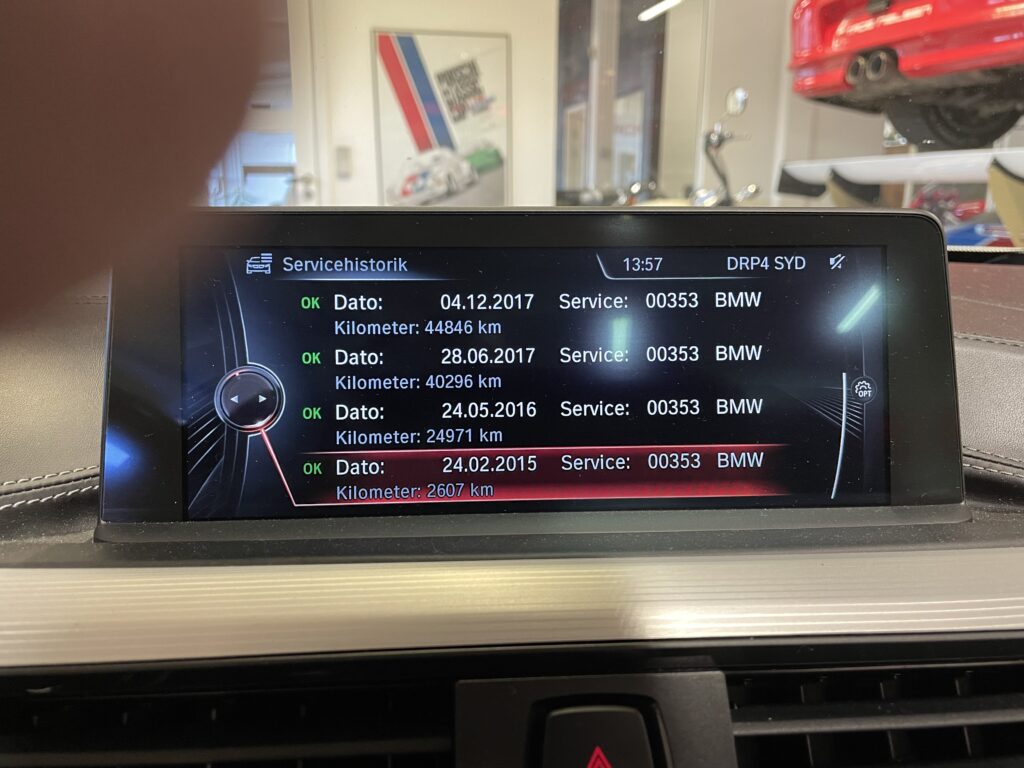 Servicehistorik 13:57 DRP4 SYD
OK Dato: 04.12.2017 Service: 00353 BMW
Kilometer: 44846 km
OK Dato: 28.06.2017 Service: 00353 BMW
Kilometer: 40296 km
OK Dato: 24.05.2016 Service: 00353 BMW
Kilometer: 24971 km
OK Dato: 24.02.2015 Service: 00353 BMW
Kilometer: 2607 km
OPT